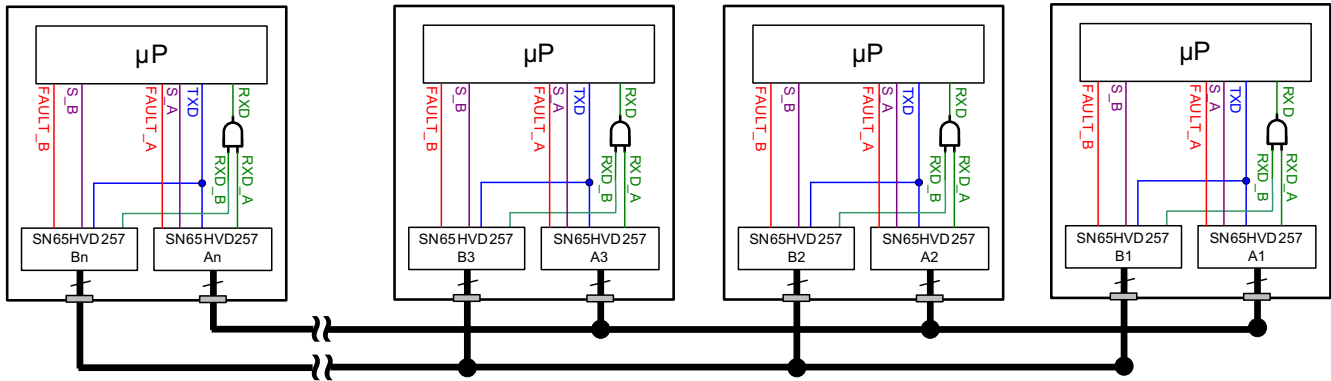 µP
FAULT_B
S_B
FAULT_A
S_A
TXD
RXD
RXD_B
RXD_A
SN65HVD257
Bn
SN65HVD257
An
µP
FAULT_B
S_B
FAULT_A
S_A
TXD
RXD
RXD_B
RXD_A
SN65HVD257
B3
SN65HVD257
A3
µP
FAULT_B
S_B
FAULT_A
S_A
TXD
RXD
RXD_B
RXD_A
SN65HVD257
B2
SN65HVD257
A2
µP
FAULT_B
S_B
FAULT_A
S_A
TXD
RXD
RXD_B
RXD_A
SN65HVD257
B1
SN65HVD257
A1